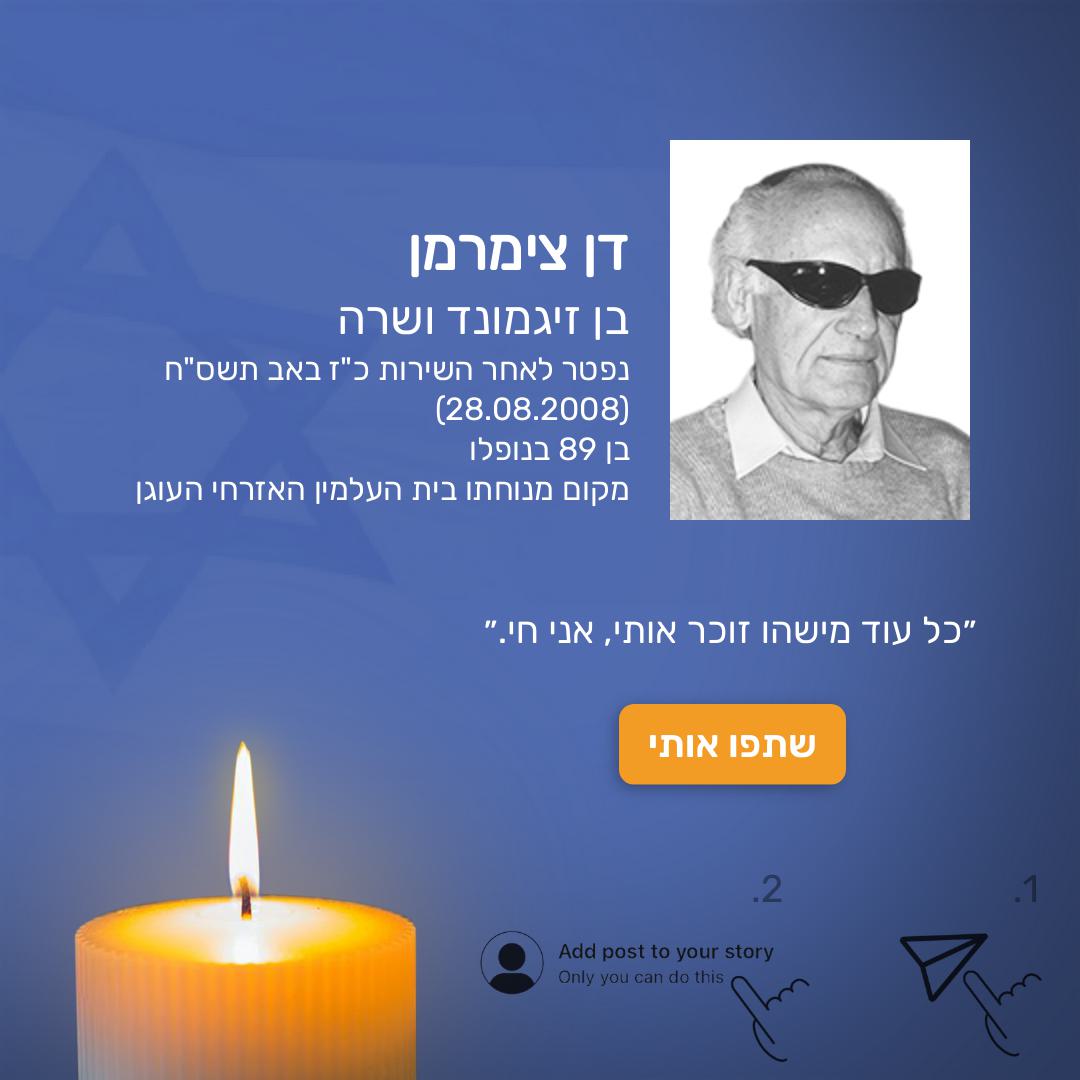 דן צימרמן
בן זיגמונד ושרה
נפטר לאחר השירות כ"ז באב תשס"ח
(28.08.2008)
בן 89 בנופלו
מקום מנוחתו בית העלמין האזרחי העוגן
״כל עוד מישהו זוכר אותי, אני חי.״
שתפו אותי
1.
2.
Add post to your story
Only you can do this